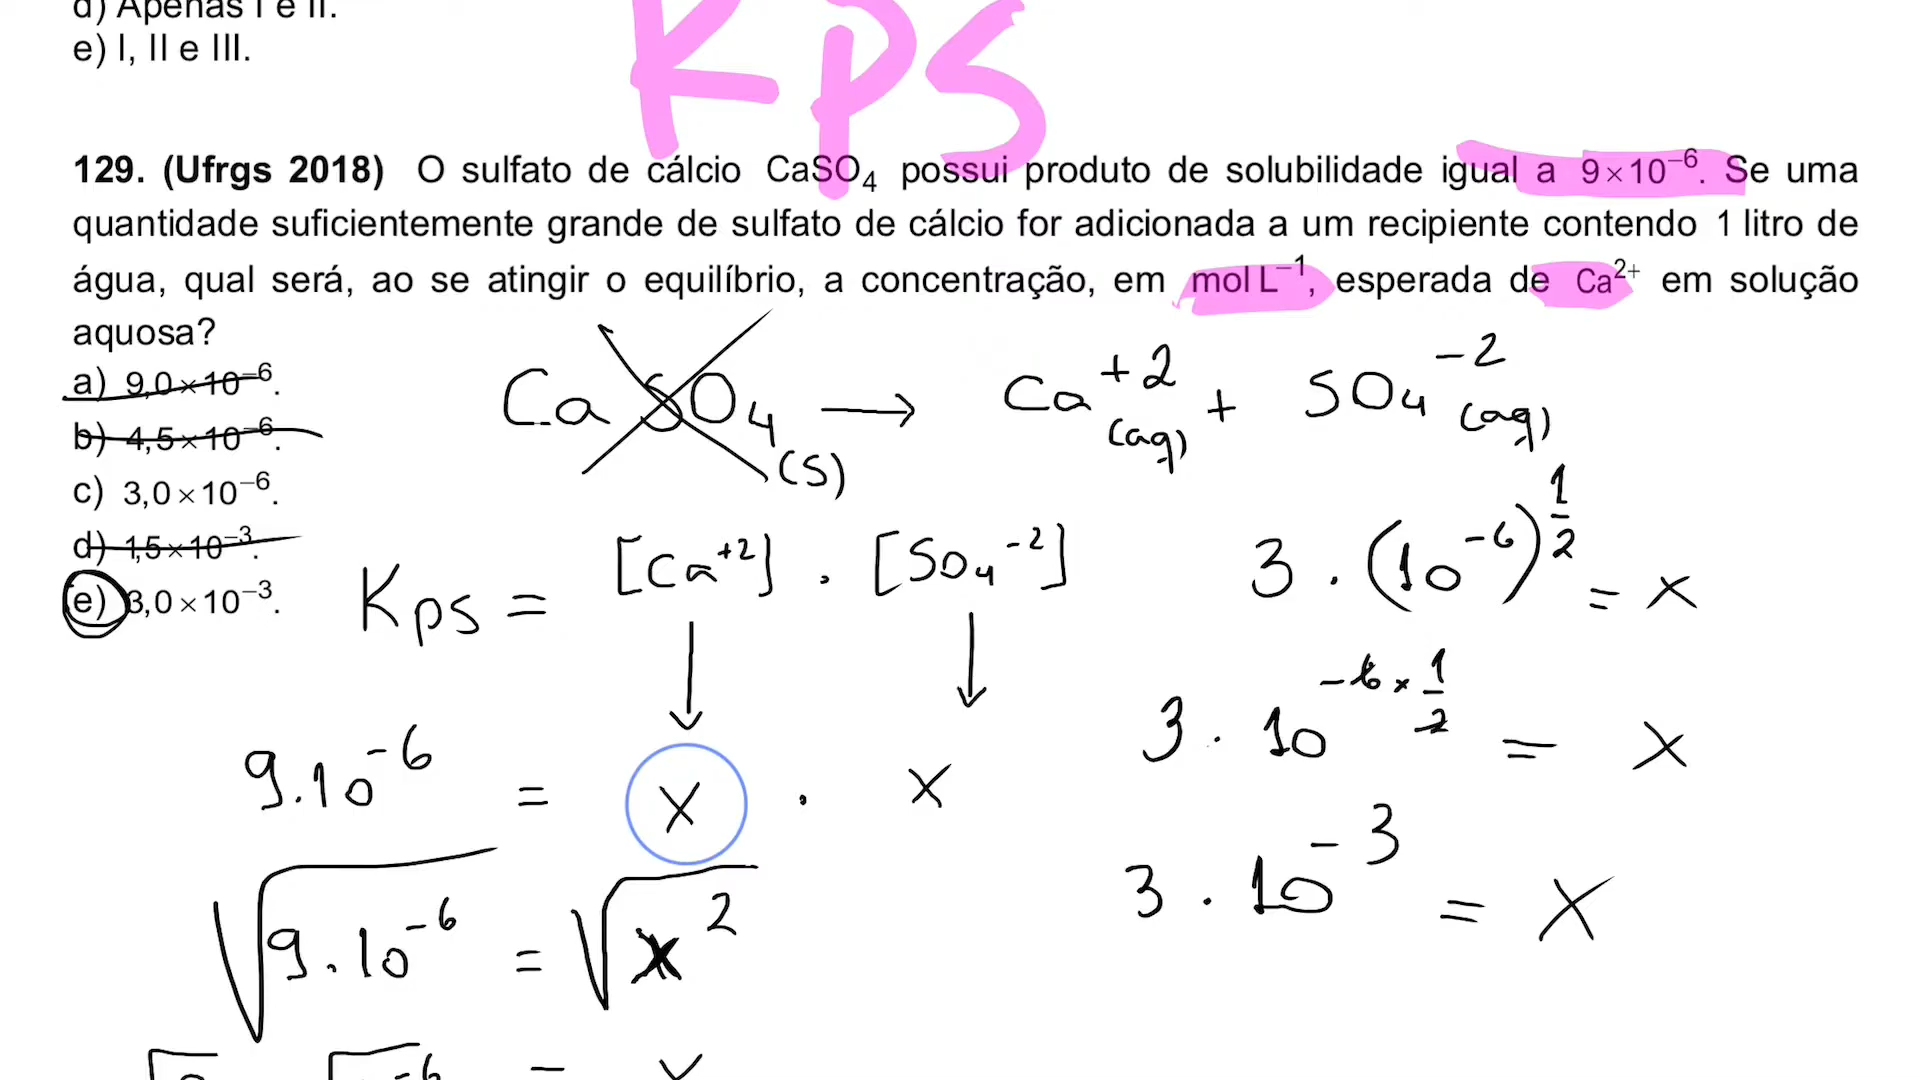 d) Apenas I e II.
e) I, II e III.
Kps
129. (Ufrgs 2018) O sulfato de cálcio CaSO₄ possui produto de solubilidade igual a 9×10⁻⁶. Se uma
quantidade suficientemente grande de sulfato de cálcio for adicionada a um recipiente contendo 1 litro de
água, qual será, ao se atingir o equilíbrio, a concentração, em mol L⁻¹, esperada de Ca²⁺ em solução
aquosa?
a) 9,0×10⁻⁶.
b) 4,5×10⁻⁶.
c) 3,0×10⁻⁶.
d) 1,5×10⁻³.
e) 3,0×10⁻³.
CaSO₄(s) → Ca⁺²(aq) + SO₄⁻²(aq)
Kps = [Ca⁺²] . [SO₄⁻²]
9.10⁻⁶ = x . x
√9.10⁻⁶ = √x²
3 . (10⁻⁶)^1/2 = x
3 . 10^-6×1/2 = x
3 . 10⁻³ = x